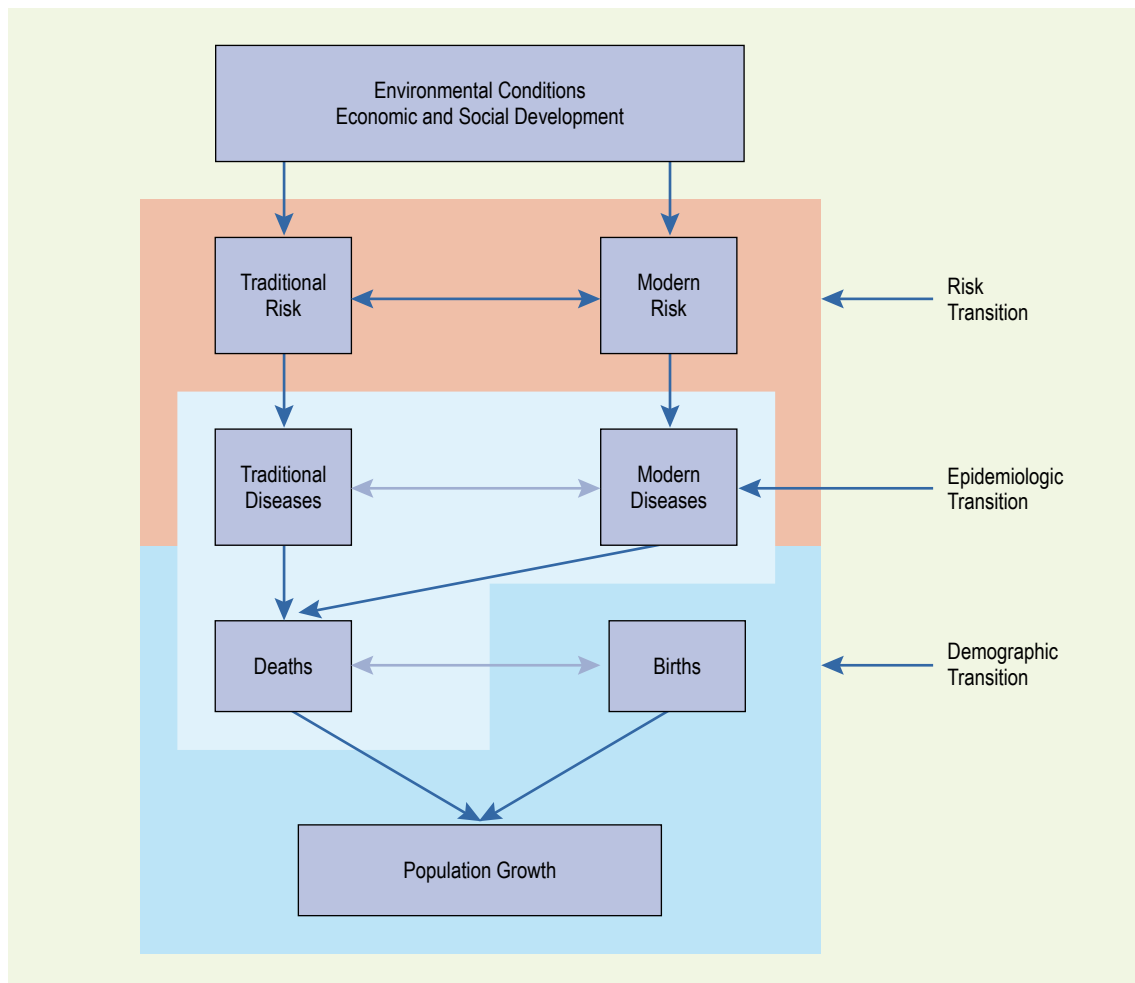 Environmental Conditions
Economic and Social Development
Traditional
Risk
Modern
Risk
Risk
Transition
Traditional
Diseases
Modern
Diseases
Epidemiologic
Transition
Deaths
Births
Demographic
Transition
Population Growth